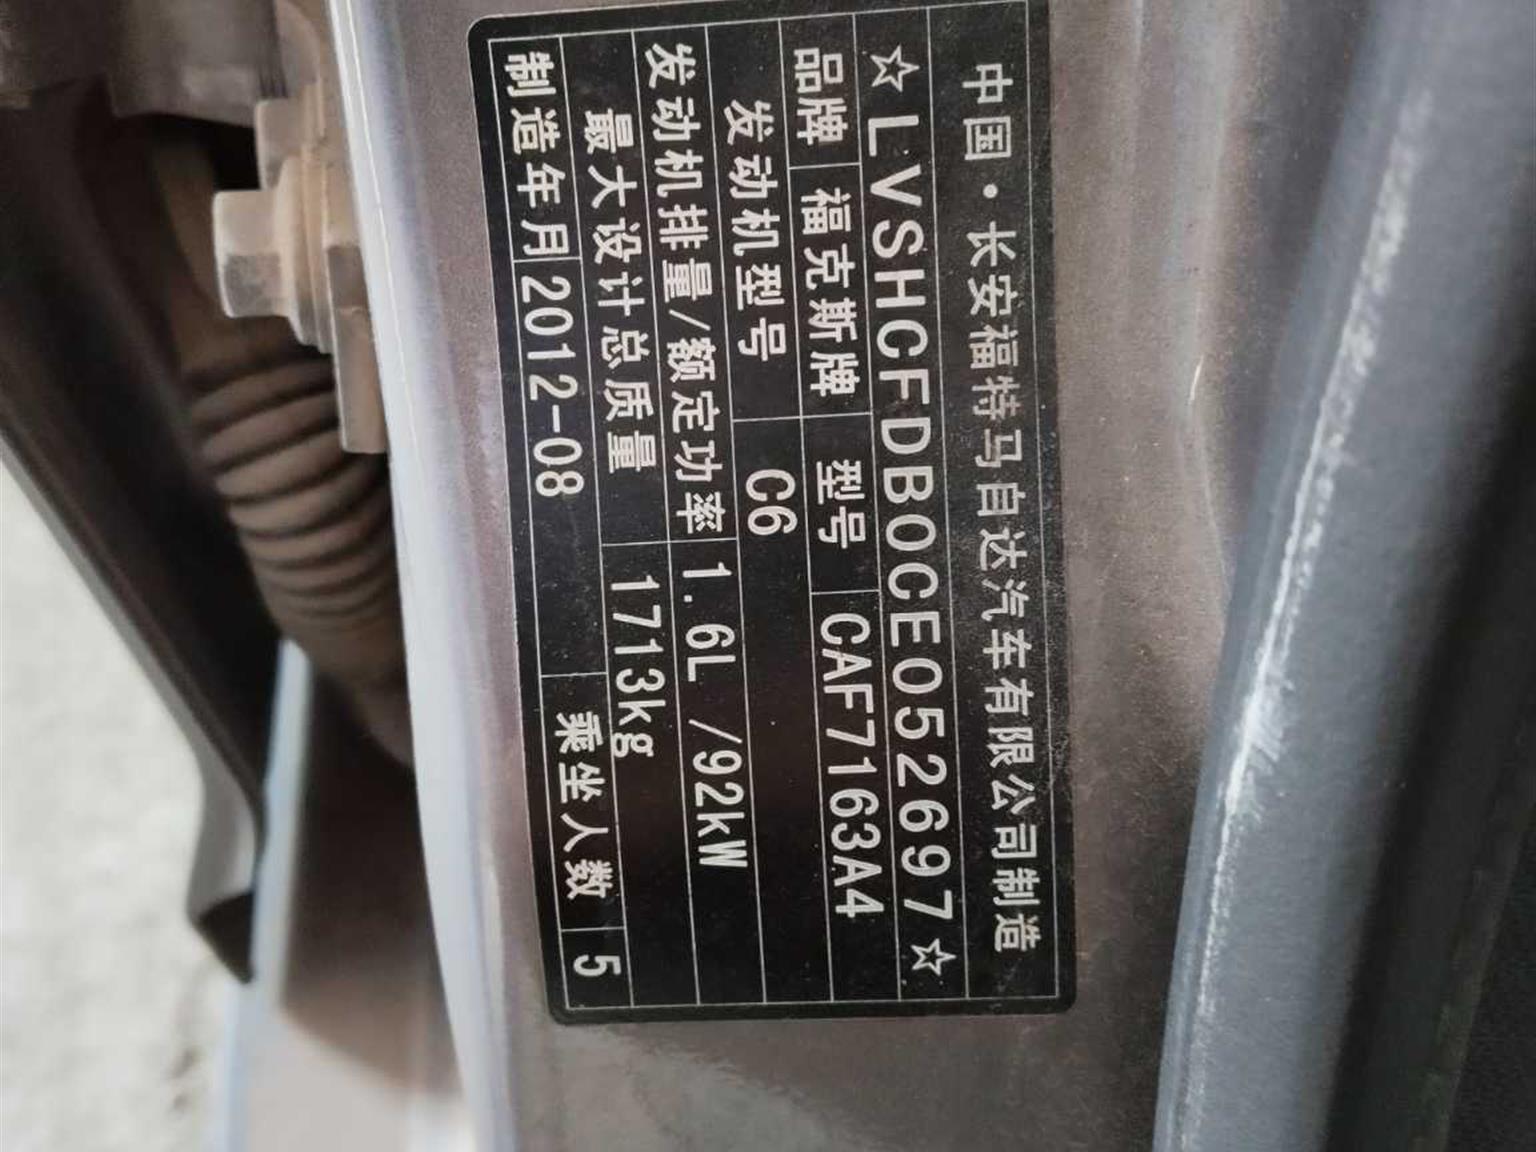 中国·长安福特马自达汽车有限公司制造
☆LVSHCFDB0CE052697☆
品牌 福克斯牌 型号 CAF7163A4
发动机型号 C6
发动机排量/额定功率 1.6L /92kW
最大设计总质量 1713kg
制造年月 2012-08 乘坐人数 5